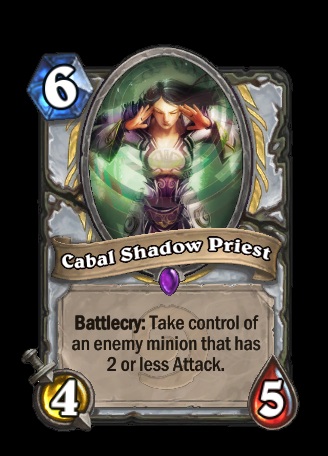 6
Cabal Shadow Priest
Battlecry: Take control of
an enemy minion that has
2 or less Attack.
4
5